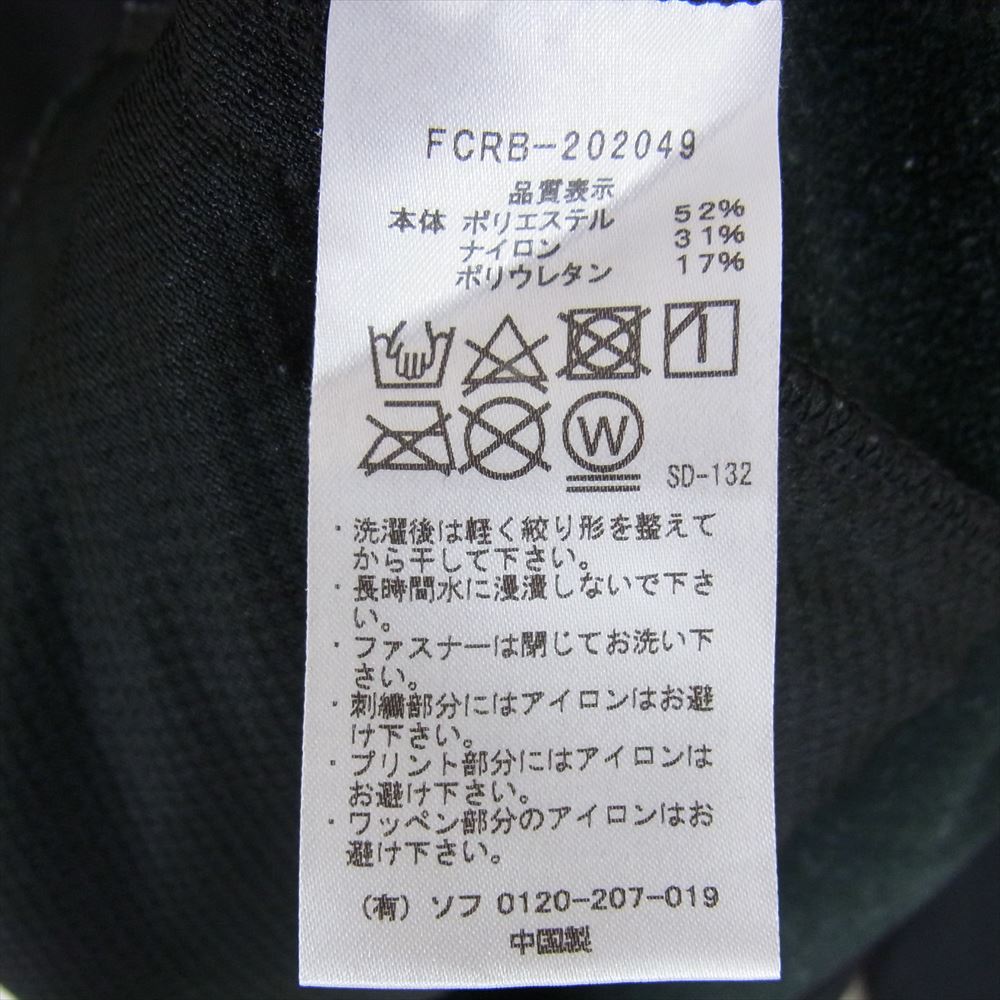 FCRB-202049
品質表示
本体 ポリエステル 52%
ナイロン 31%
ポリウレタン 17%
W
SD-132
・洗濯後は軽く絞り形を整えて
から干して下さい。
・長時間水に浸漬しないで下さ
い。
・ファスナーは閉じてお洗い下
さい。
・刺繍部分にはアイロンはお避
け下さい。
・プリント部分にはアイロンは
お避け下さい。
・ワッペン部分のアイロンはお
避け下さい。
(有) ソフ 0120-207-019
中国製